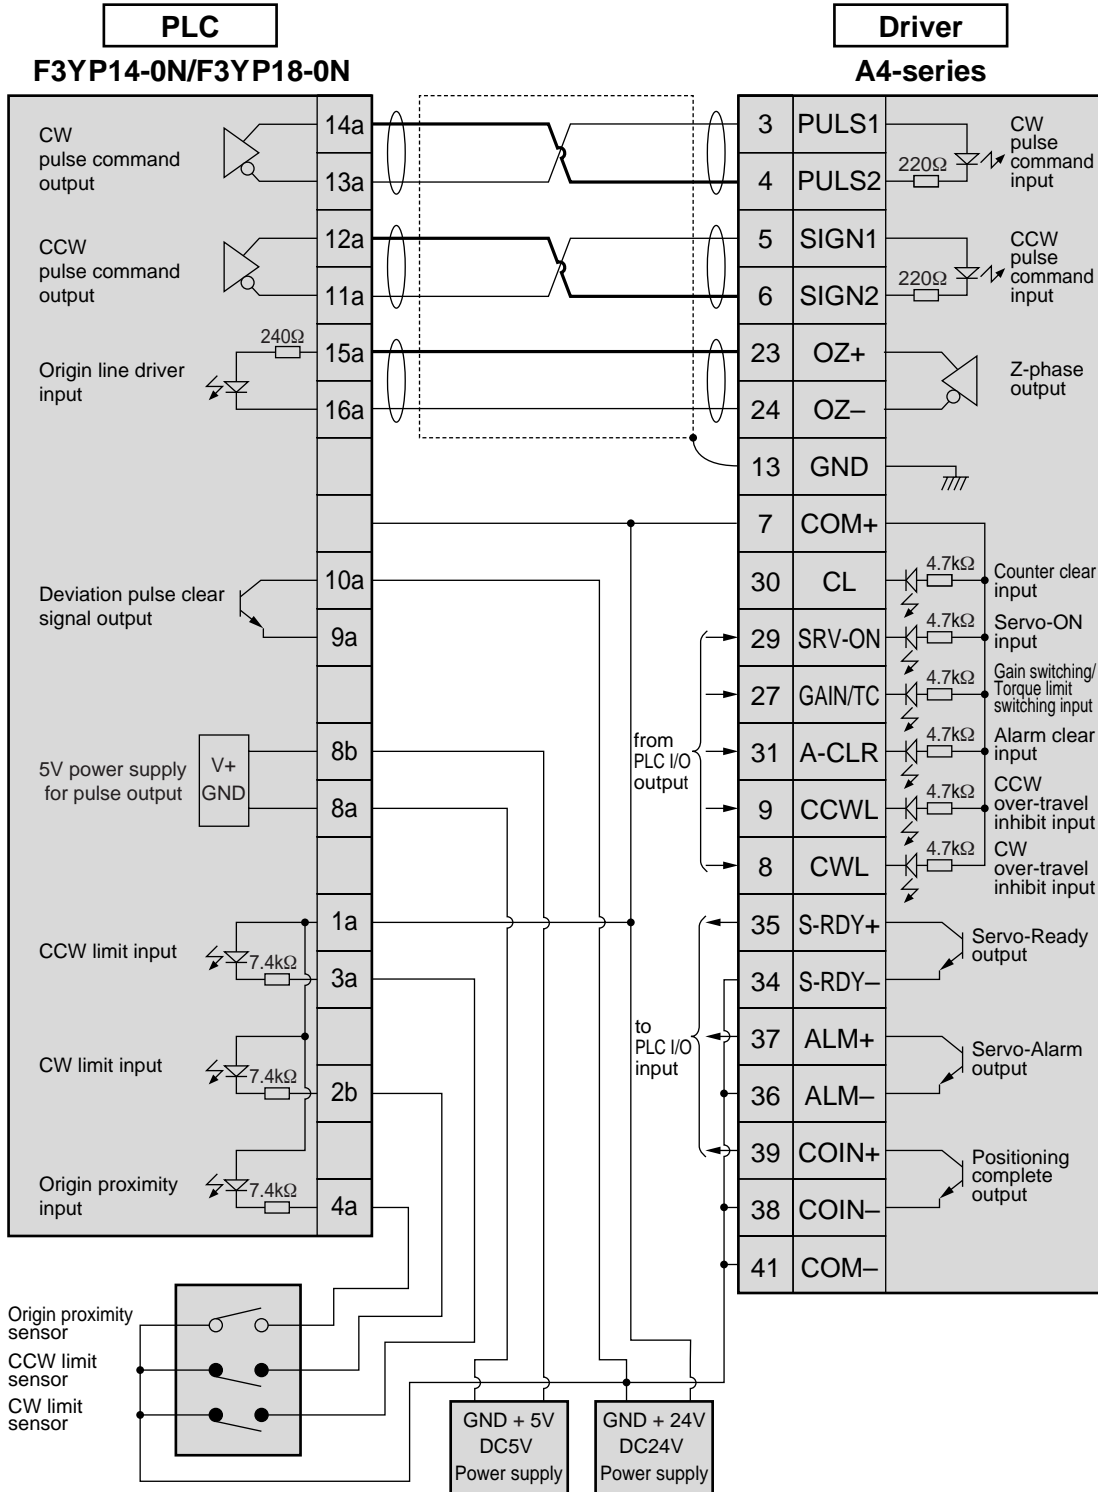 PLC
Driver
F3YP14-0N/F3YP18-0N
A4-series
CW
pulse command
output
14a
13a
CCW
pulse command
output
12a
11a
240Ω
Origin line driver
input
15a
16a
Deviation pulse clear
signal output
10a
9a
5V power supply
for pulse output
V+
GND
8b
8a
CCW limit input
7.4kΩ
1a
3a
CW limit input
7.4kΩ
2b
Origin proximity
input
7.4kΩ
4a
3 PULS1
4 PULS2
220Ω
CW
pulse
command
input
5 SIGN1
6 SIGN2
220Ω
CCW
pulse
command
input
23 OZ+
24 OZ–
Z-phase
output
13 GND
7 COM+
30 CL
4.7kΩ
Counter clear
input
29 SRV-ON
4.7kΩ
Servo-ON
input
27 GAIN/TC
4.7kΩ
Gain switching/
Torque limit
switching input
31 A-CLR
4.7kΩ
Alarm clear
input
9 CCWL
4.7kΩ
CCW
over-travel
inhibit input
8 CWL
4.7kΩ
CW
over-travel
inhibit input
from
PLC I/O
output
35 S-RDY+
34 S-RDY–
Servo-Ready
output
37 ALM+
36 ALM–
Servo-Alarm
output
39 COIN+
38 COIN–
Positioning
complete
output
41 COM–
to
PLC I/O
input
Origin proximity
sensor
CCW limit
sensor
CW limit
sensor
GND + 5V
DC5V
Power supply
GND + 24V
DC24V
Power supply